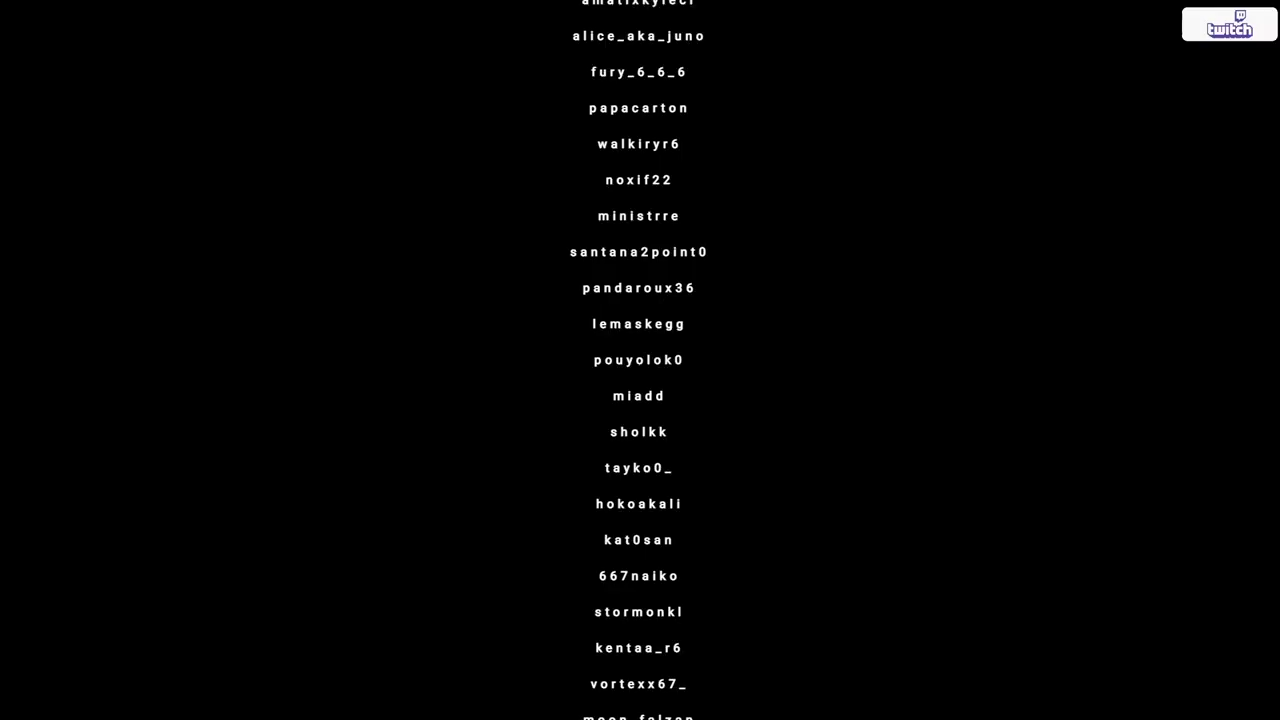 alice_aka_juno
fury_6_6_6
papacarton
walkiryr6
noxif22
ministrre
santana2point0
pandaroux36
lemaskegg
pouyolok0
miadd
sholkk
tayko0_
hokoakali
kat0san
667naiko
stormonkl
kentaa_r6
vortexx67_
twitch